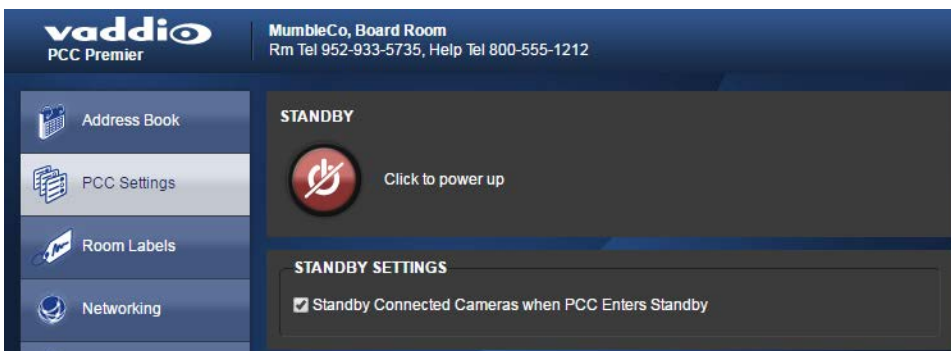 vaddio
PCC Premier
MumbleCo, Board Room
Rm Tel 952-933-5735, Help Tel 800-555-1212
Address Book
PCC Settings
Room Labels
Networking
STANDBY
Click to power up
STANDBY SETTINGS
Standby Connected Cameras when PCC Enters Standby